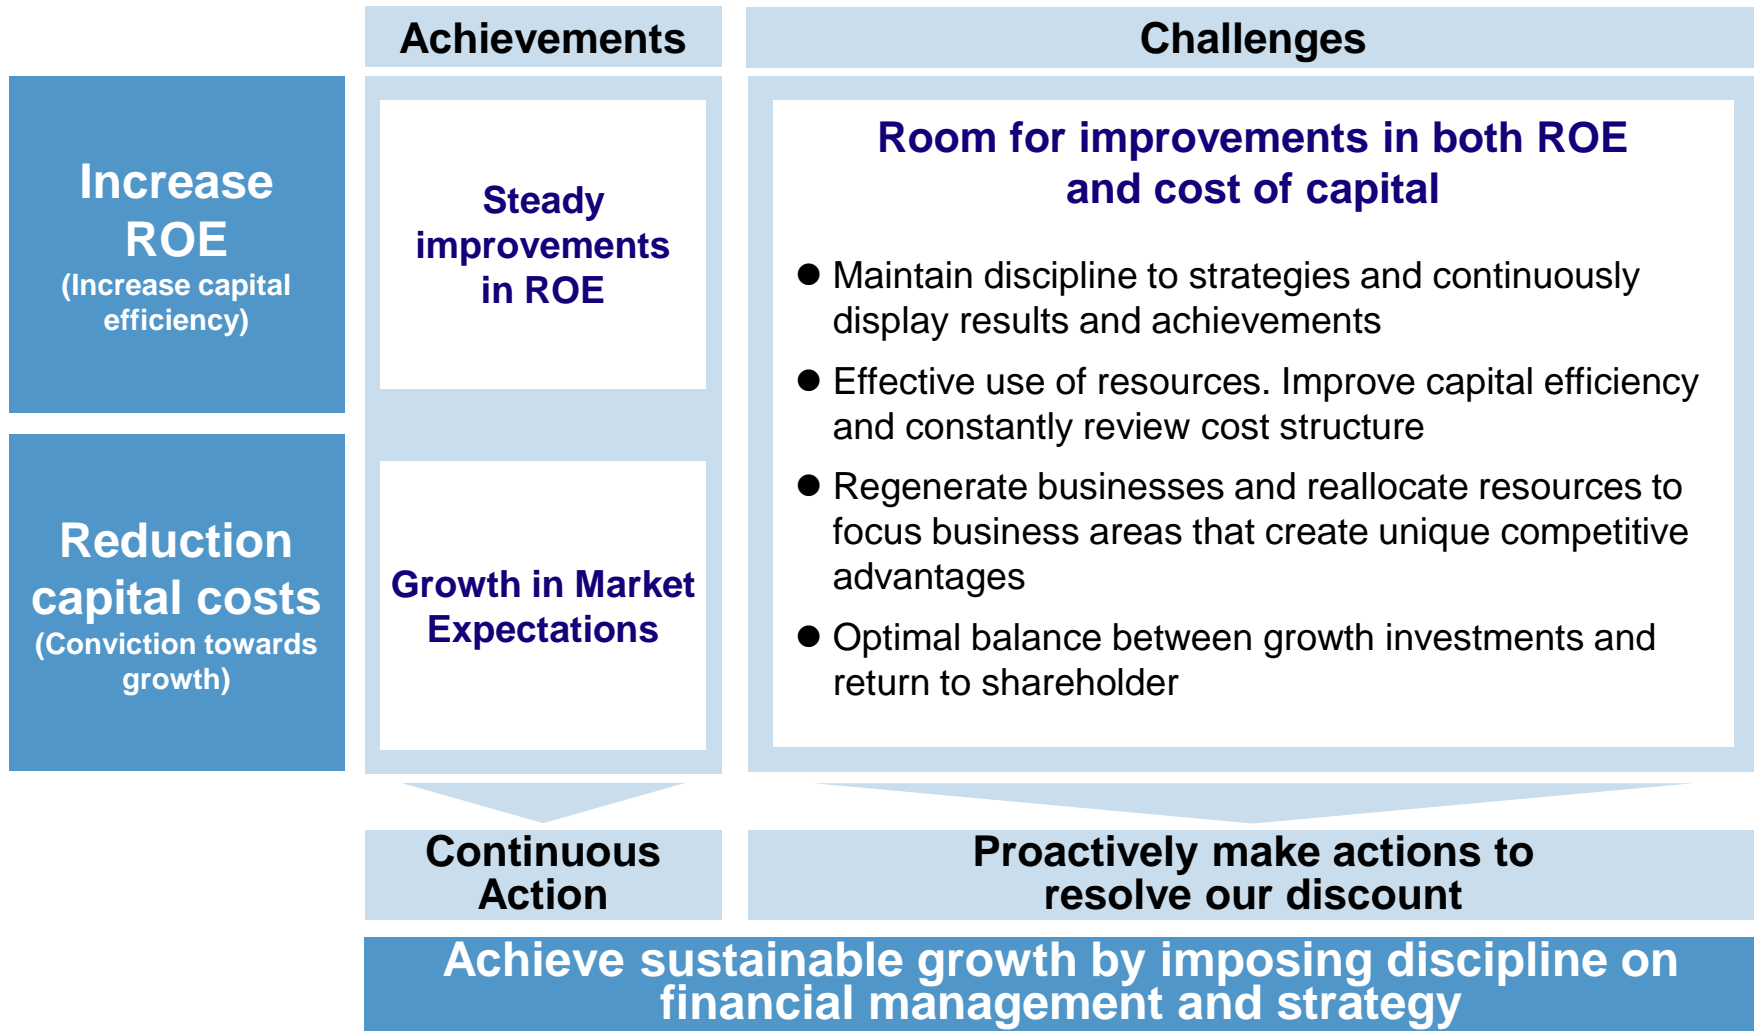 Achievements
Challenges
Increase
ROE
(Increase capital
efficiency)
Steady
improvements
in ROE
Room for improvements in both ROE
and cost of capital
● Maintain discipline to strategies and continuously
display results and achievements
● Effective use of resources. Improve capital efficiency
and constantly review cost structure
● Regenerate businesses and reallocate resources to
focus business areas that create unique competitive
advantages
● Optimal balance between growth investments and
return to shareholder
Reduction
capital costs
(Conviction towards
growth)
Growth in Market
Expectations
Continuous
Action
Proactively make actions to
resolve our discount
Achieve sustainable growth by imposing discipline on
financial management and strategy